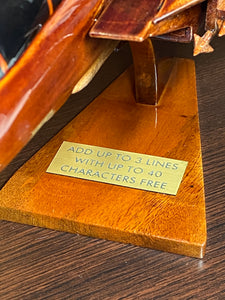 ADD UP TO 3 LINES
WITH UP TO 40
CHARACTERS FREE